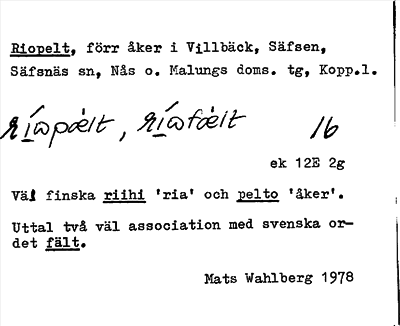 Riopelt, förr åker i Villbäck, Säfsen,
Säfsnäs sn, Nås o. Malungs doms. tg, Kopp.l.
16
ek 12E 2g
Väl finska riihi 'ria' och pelto 'åker'.
Uttal två väl association med svenska or-
det fält.
Mats Wahlberg 1978